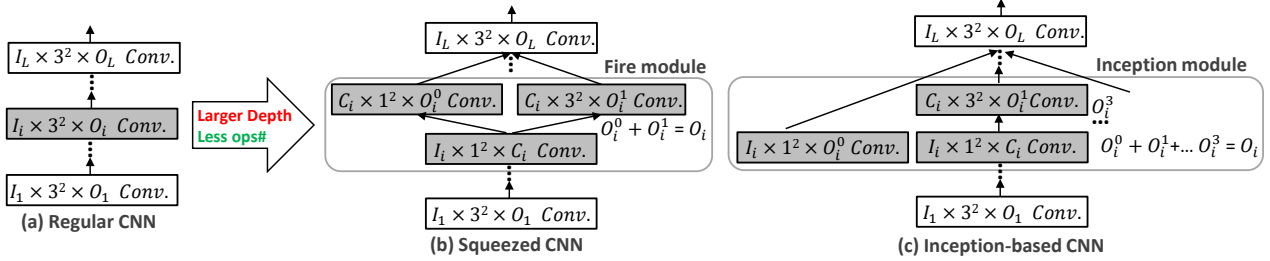 I_L × 3² × O_L Conv.
I_i × 3² × O_i Conv.
I_1 × 3² × O_1 Conv.
(a) Regular CNN
Larger Depth
Less ops#
I_L × 3² × O_L Conv.
Fire module
C_i × 1² × O_i^0 Conv.
C_i × 3² × O_i^1 Conv.
O_i^0 + O_i^1 = O_i
I_i × 1² × C_i Conv.
I_1 × 3² × O_1 Conv.
(b) Squeezed CNN
I_L × 3² × O_L Conv.
Inception module
C_i × 3² × O_i^1 Conv.
O_i^3
...
I_i × 1² × O_i^0 Conv.
I_i × 1² × C_i Conv.
O_i^0 + O_i^1+... O_i^3 = O_i
I_1 × 3² × O_1 Conv.
(c) Inception-based CNN